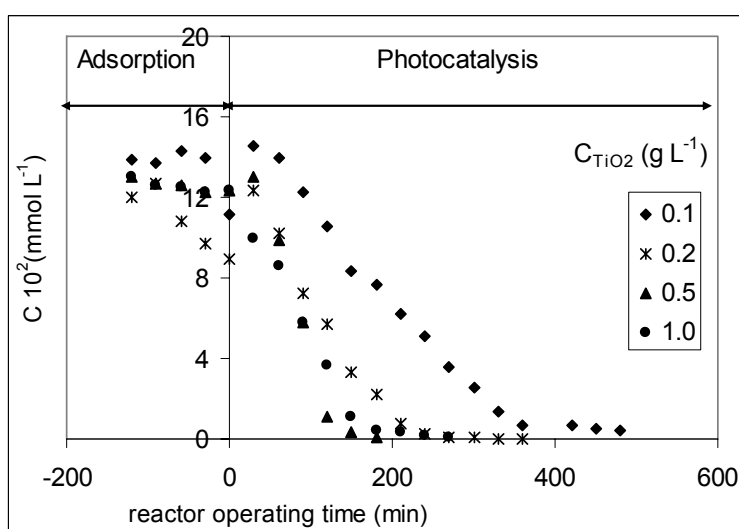 20
Adsorption Photocatalysis
16
C_TiO2 (g L^-1)
12
0.1
0.2
8
0.5
1.0
4
0
-200 0 200 400 600
reactor operating time (min)
C 10^2(mmol L^-1)